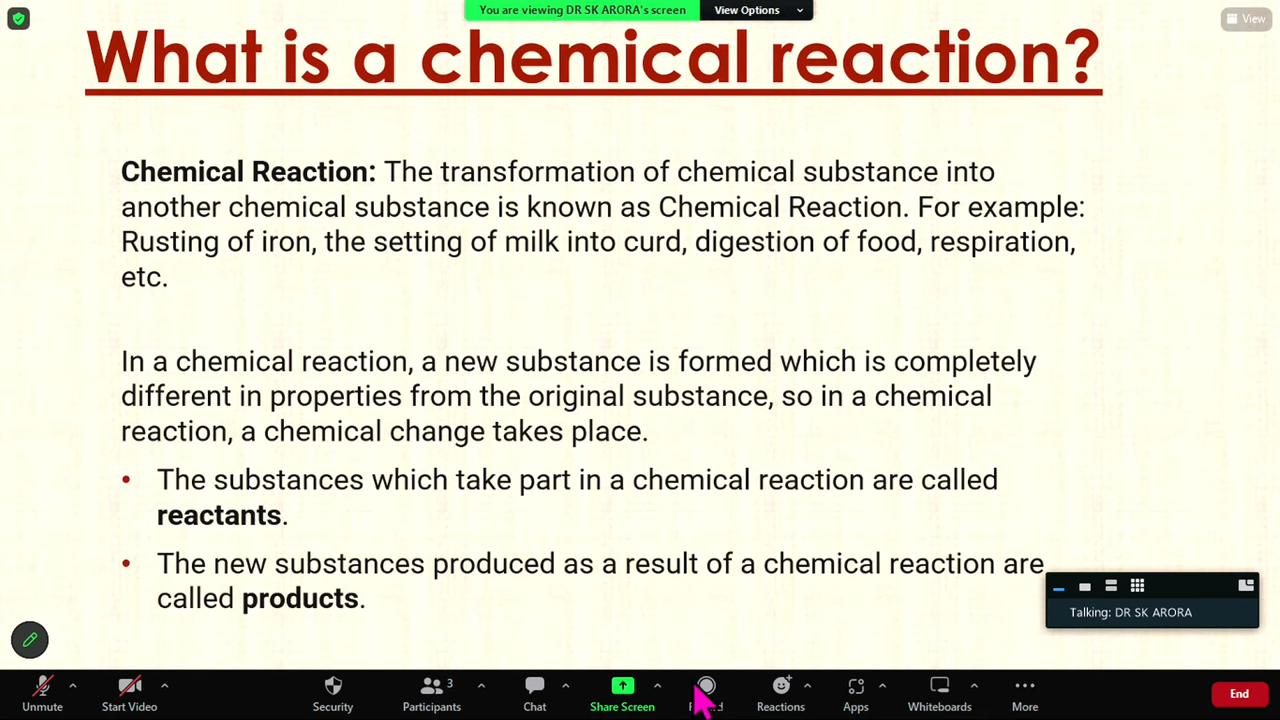 You are viewing DR SK ARORA's screen
View Options
View
What is a chemical reaction?
Chemical Reaction: The transformation of chemical substance into
another chemical substance is known as Chemical Reaction. For example:
Rusting of iron, the setting of milk into curd, digestion of food, respiration,
etc.
In a chemical reaction, a new substance is formed which is completely
different in properties from the original substance, so in a chemical
reaction, a chemical change takes place.
• The substances which take part in a chemical reaction are called
reactants.
• The new substances produced as a result of a chemical reaction are
called products.
Talking: DR SK ARORA
Unmute
Start Video
Security
Participants
3
Chat
Share Screen
Reactions
Apps
Whiteboards
More
End